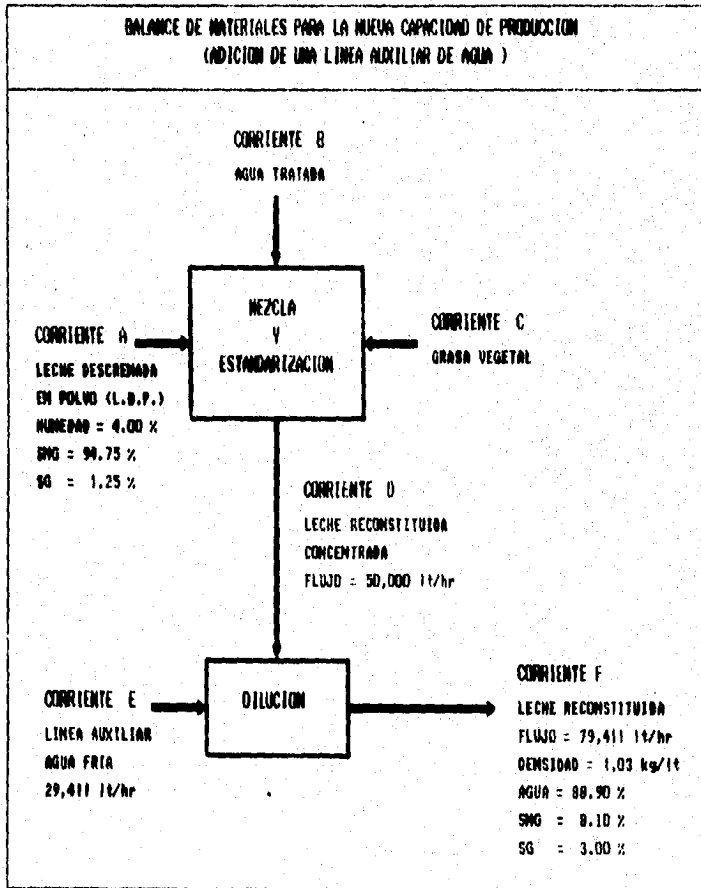 BALANCE DE MATERIALES PARA LA NUEVA CAPACIDAD DE PRODUCCION
(ADICION DE UNA LINEA AUXILIAR DE AGUA )
CORRIENTE B
AGUA TRATADA
MEZCLA
Y
ESTANDARIZACION
CORRIENTE A
LECHE DESCREMADA
EN POLVO (L.D.P.)
HUMEDAD = 4.00 %
SNG = 94.75 %
SG = 1.25 %
CORRIENTE C
GRASA VEGETAL
CORRIENTE D
LECHE RECONSTITUIDA
CONCENTRADA
FLUJO = 50,000 lt/hr
CORRIENTE E
LINEA AUXILIAR
AGUA FRIA
29,411 lt/hr
DILUCION
CORRIENTE F
LECHE RECONSTITUIDA
FLUJO = 79,411 lt/hr
DENSIDAD = 1.03 kg/lt
AGUA = 88.90 %
SNG = 8.10 %
SG = 3.00 %